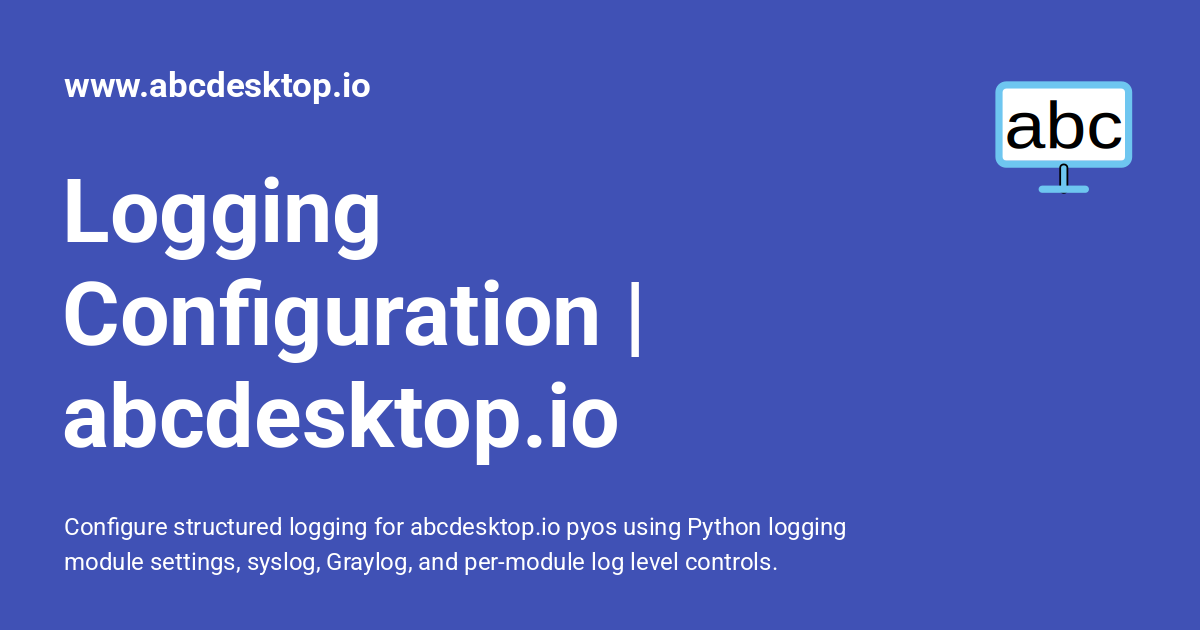 www.abcdesktop.io
abc
Logging
Configuration |
abcdesktop.io
Configure structured logging for abcdesktop.io pyos using Python logging
module settings, syslog, Graylog, and per-module log level controls.